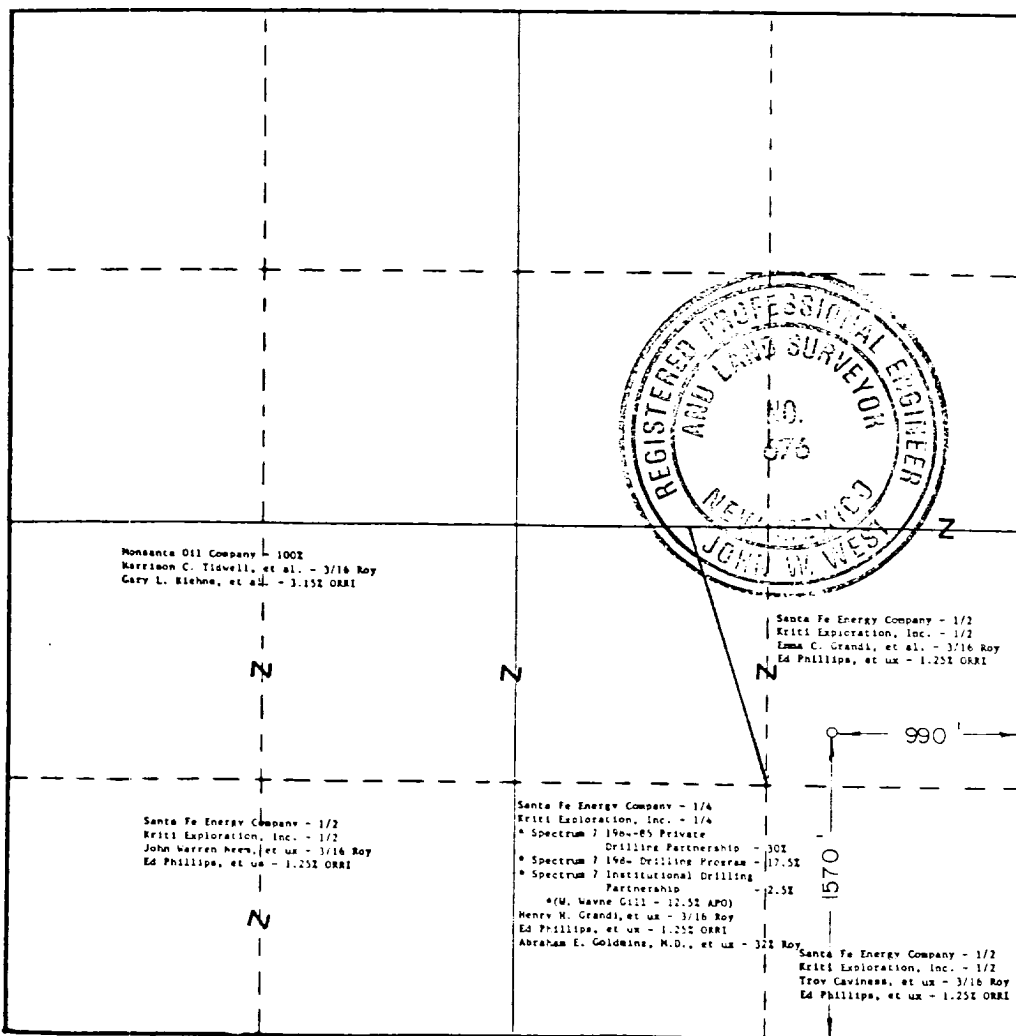 REGISTERED PROFESSIONAL ENGINEER
AND LAND SURVEYOR
NO.
676
NEW MEXICO
JOHN W. WEST
Z
Monsanta Oil Company - 100%
Harrison C. Tidwell, et al. - 3/16 Roy
Gary L. Kiehne, et al. - 3.15% ORRI
Santa Fe Energy Company - 1/2
Kriti Exploration, Inc. - 1/2
Emma C. Grandi, et al. - 3/16 Roy
Ed Phillips, et ux - 1.25% ORRI
Z Z Z
990'
Santa Fe Energy Company - 1/2
Kriti Exploration, Inc. - 1/2
John Warren et ux - 3/16 Roy
Ed Phillips, et ux - 1.25% ORRI
Z
Santa Fe Energy Company - 1/4
Kriti Exploration, Inc. - 1/4
* Spectrum 7 1984-85 Private
Drilling Partnership - 30%
* Spectrum 7 1984 Drilling Program - 17.5%
* Spectrum 7 Institutional Drilling
Partnership - 2.5%
*(W. Wayne Gill - 12.5% APO)
Henry H. Grandi, et ux - 3/16 Roy
Ed Phillips, et ux - 1.25% ORRI
Abraham E. Goldmins, M.D., et ux - 32% Roy
1570'
Santa Fe Energy Company - 1/2
Kriti Exploration, Inc. - 1/2
Troy Caviness, et ux - 3/16 Roy
Ed Phillips, et ux - 1.25% ORRI